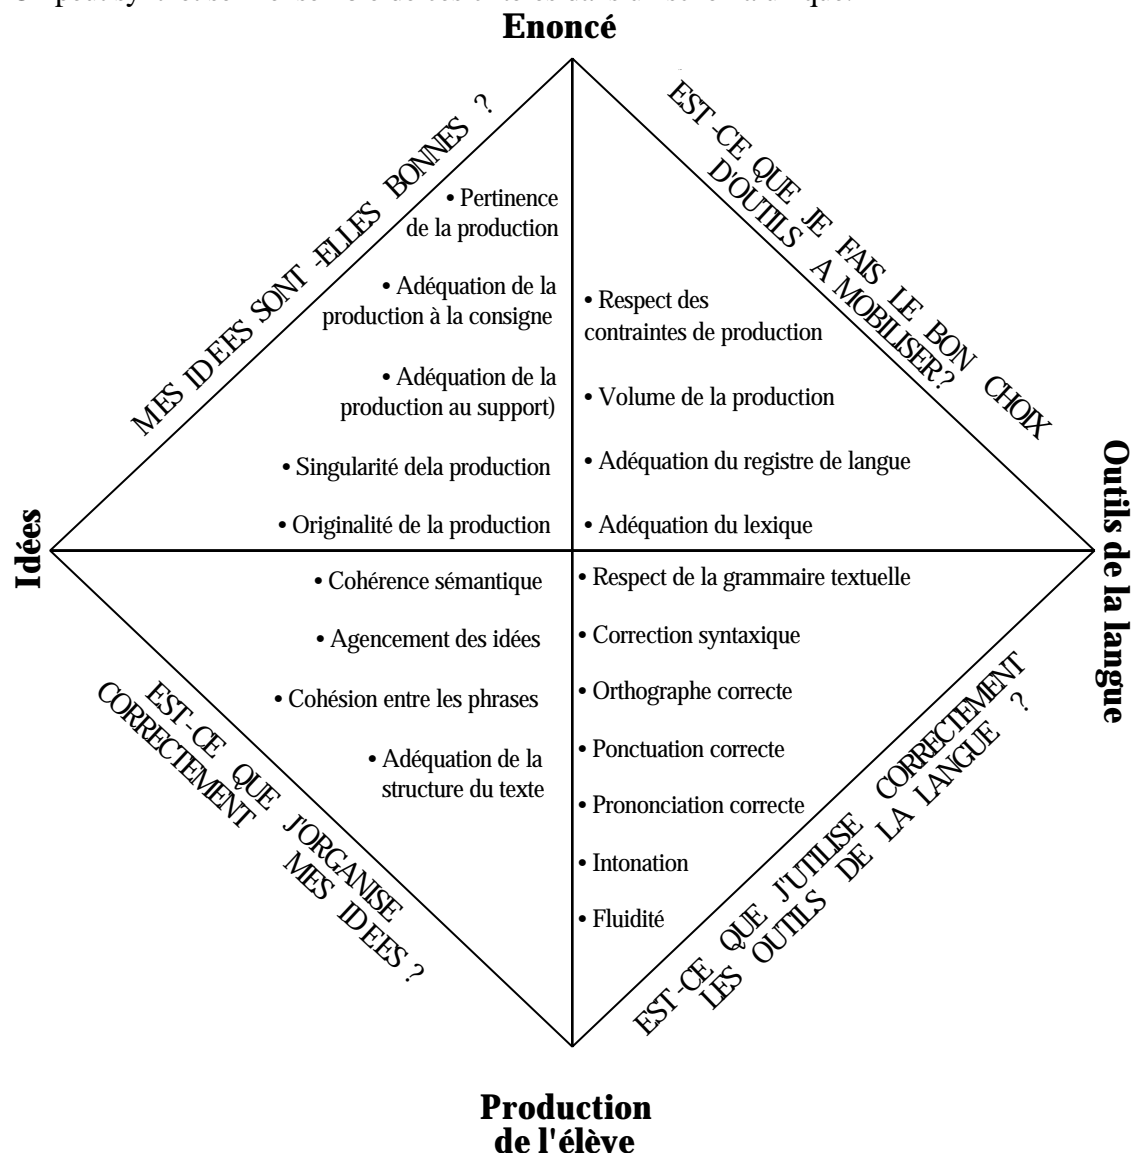 Enoncé
MES IDEES SONT-ELLES BONNES ?
EST-CE QUE JE FAIS LE BON CHOIX
D'OUTILS A MOBILISER?
• Pertinence
de la production
• Adéquation de la
production à la consigne
• Adéquation de la
production au support)
• Singularité dela production
• Originalité de la production
• Respect des
contraintes de production
• Volume de la production
• Adéquation du registre de langue
• Adéquation du lexique
Idées
Outils de la langue
• Cohérence sémantique
• Agencement des idées
• Cohésion entre les phrases
• Adéquation de la
structure du texte
• Respect de la grammaire textuelle
• Correction syntaxique
• Orthographe correcte
• Ponctuation correcte
• Prononciation correcte
• Intonation
• Fluidité
EST-CE QUE J'ORGANISE
CORRECTEMENT MES IDEES ?
EST-CE QUE J'UTILISE CORRECTEMENT
LES OUTILS DE LA LANGUE ?
Production
de l'élève